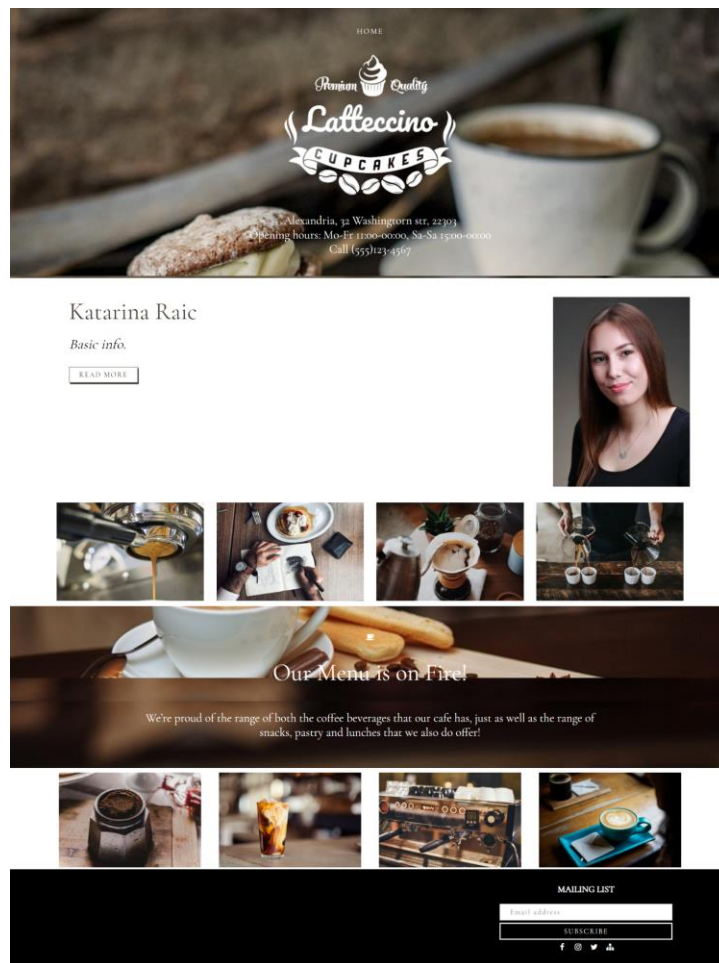 HOME
Premium Quality
Latteccino
CUPCAKES
Alexandria, 32 Washingtorn str, 22303
Opening hours: Mo-Fr 11:00-00:00, Sa-Sa 15:00-00:00
Call (555)123-4567
Katarina Raic
Basic info.
READ MORE
Our Menu is on Fire!
We're proud of the range of both the coffee beverages that our cafe has, just as well as the range of
snacks, pastry and lunches that we also do offer!
MAILING LIST
Email address
SUBSCRIBE